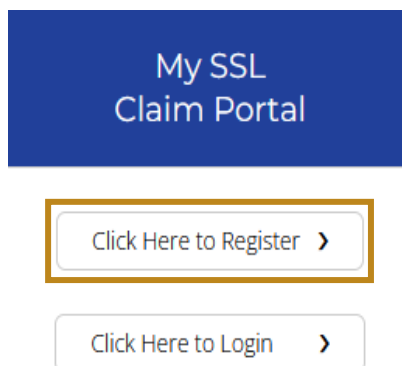 My SSL
Claim Portal
Click Here to Register ❯
Click Here to Login ❯